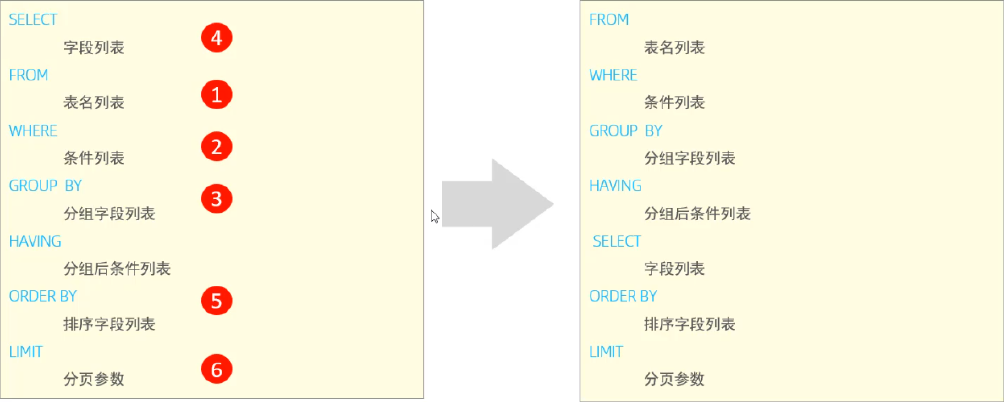 SELECT
字段列表
4
FROM
表名列表
1
WHERE
条件列表
2
GROUP BY
分组字段列表
3
HAVING
分组后条件列表
ORDER BY
排序字段列表
5
LIMIT
分页参数
6
FROM
表名列表
WHERE
条件列表
GROUP BY
分组字段列表
HAVING
分组后条件列表
SELECT
字段列表
ORDER BY
排序字段列表
LIMIT
分页参数